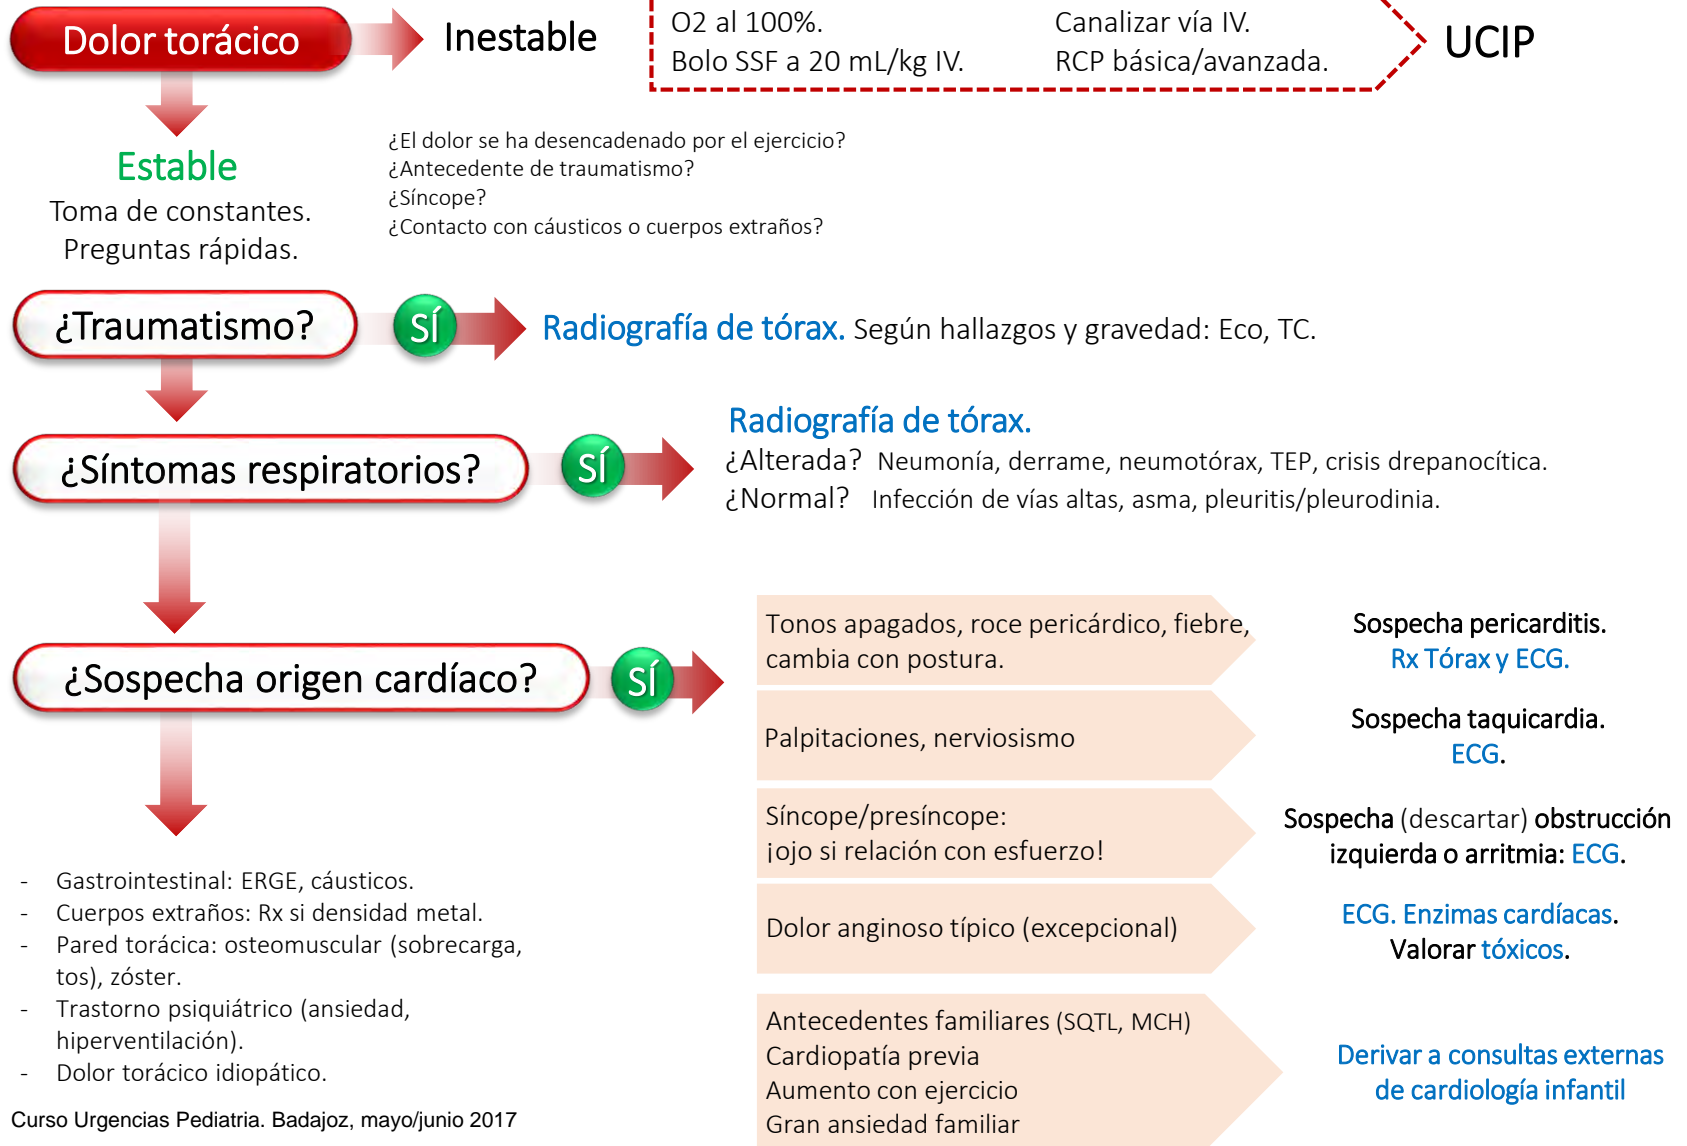 Dolor torácico
Inestable
O2 al 100%.
Bolo SSF a 20 mL/kg IV.
Canalizar vía IV.
RCP básica/avanzada.
UCIP
Estable
Toma de constantes.
Preguntas rápidas.
¿El dolor se ha desencadenado por el ejercicio?
¿Antecedente de traumatismo?
¿Síncope?
¿Contacto con cáusticos o cuerpos extraños?
¿Traumatismo?
SÍ
Radiografía de tórax. Según hallazgos y gravedad: Eco, TC.
¿Síntomas respiratorios?
SÍ
Radiografía de tórax.
¿Alterada? Neumonía, derrame, neumotórax, TEP, crisis drepanocítica.
¿Normal? Infección de vías altas, asma, pleuritis/pleurodinia.
¿Sospecha origen cardíaco?
SÍ
Tonos apagados, roce pericárdico, fiebre,
cambia con postura.
Sospecha pericarditis.
Rx Tórax y ECG.
Palpitaciones, nerviosismo
Sospecha taquicardia.
ECG.
Síncope/presíncope:
¡ojo si relación con esfuerzo!
Sospecha (descartar) obstrucción
izquierda o arritmia: ECG.
Dolor anginoso típico (excepcional)
ECG. Enzimas cardíacas.
Valorar tóxicos.
Antecedentes familiares (SQTL, MCH)
Cardiopatía previa
Aumento con ejercicio
Gran ansiedad familiar
Derivar a consultas externas
de cardiología infantil
- Gastrointestinal: ERGE, cáusticos.
- Cuerpos extraños: Rx si densidad metal.
- Pared torácica: osteomuscular (sobrecarga,
tos), zóster.
- Trastorno psiquiátrico (ansiedad,
hiperventilación).
- Dolor torácico idiopático.
Curso Urgencias Pediatria. Badajoz, mayo/junio 2017